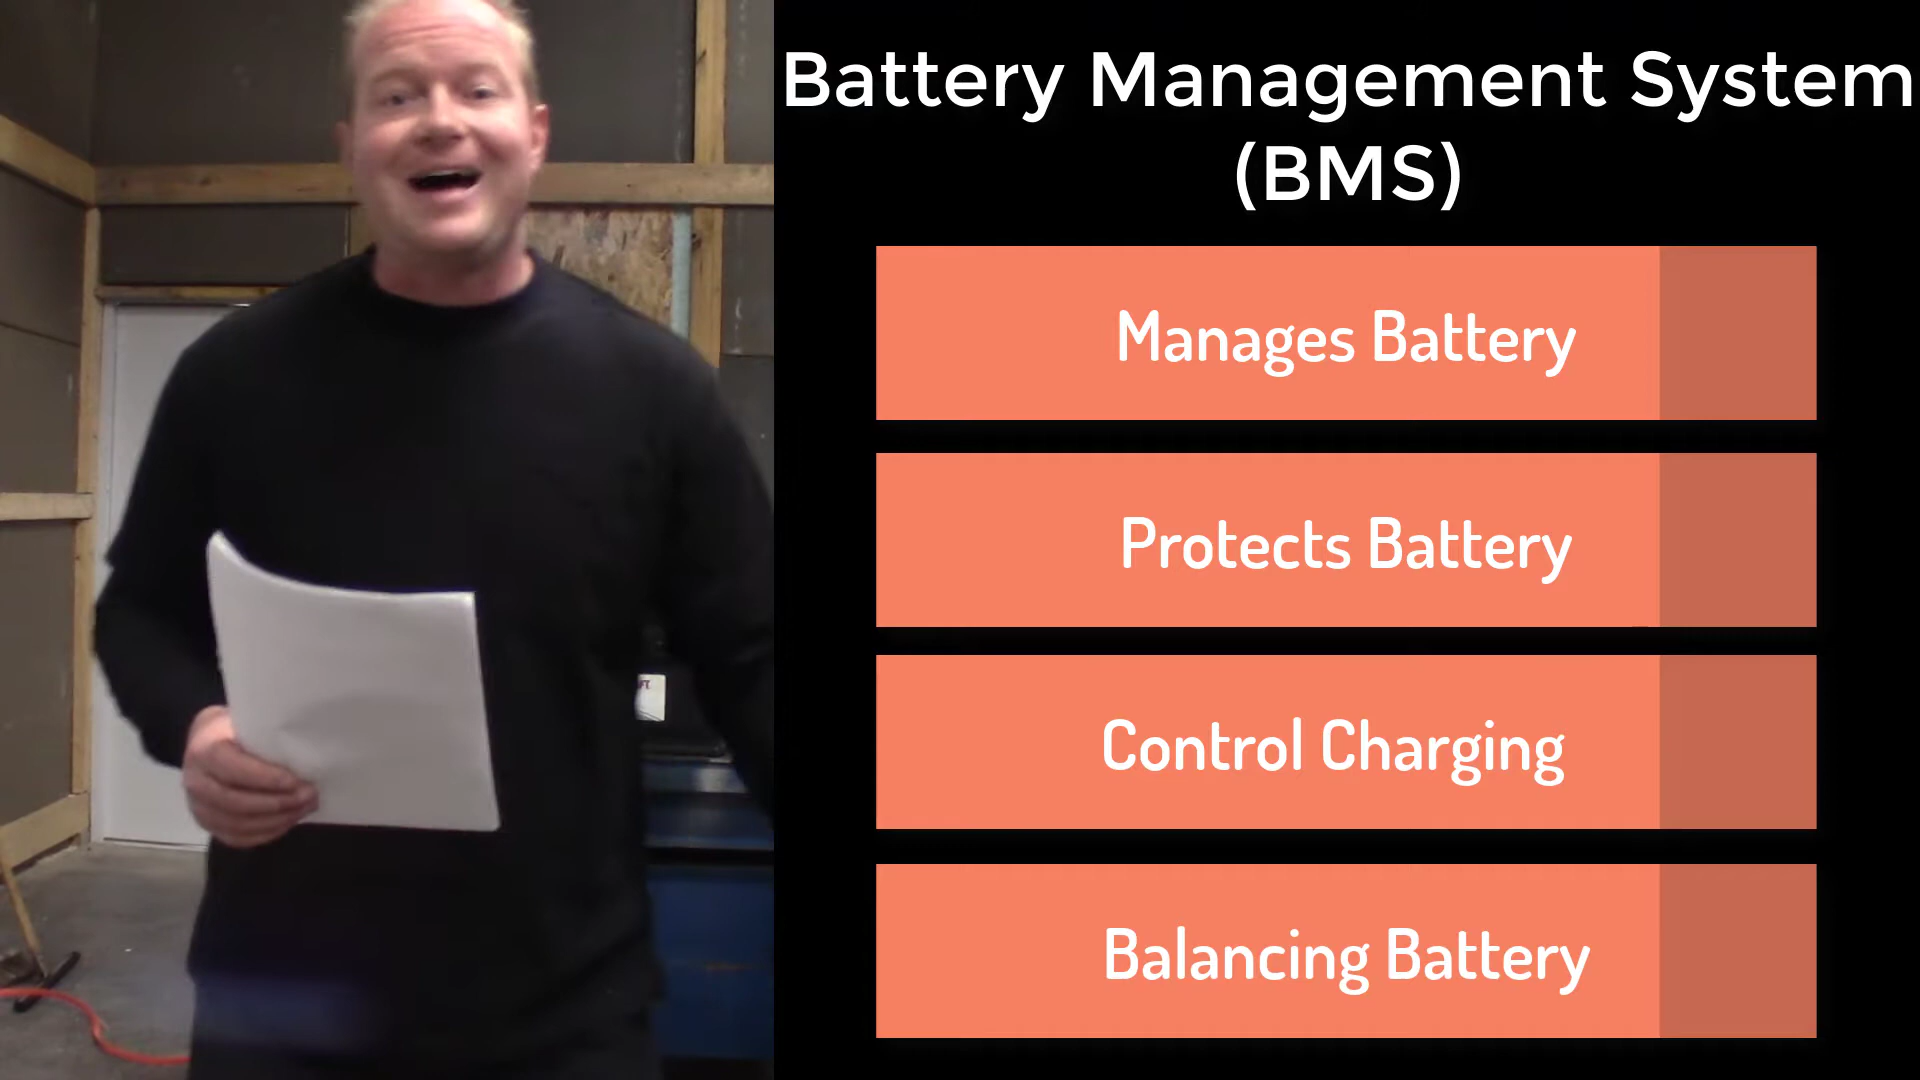 Battery Management System
(BMS)
Manages Battery
Protects Battery
Control Charging
Balancing Battery